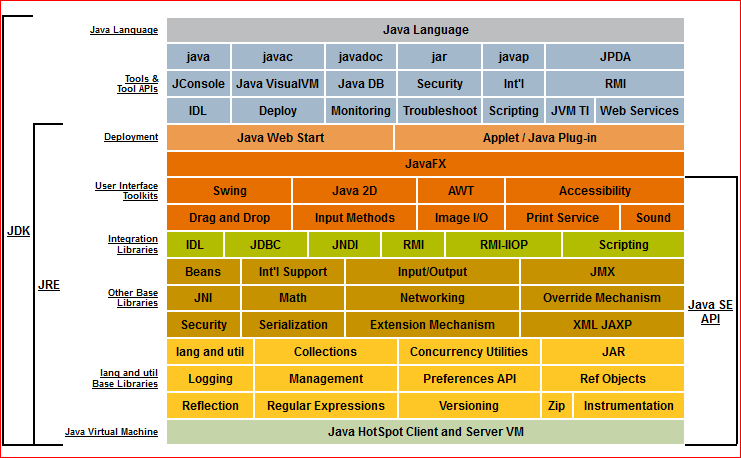 Java Language Java Language
java javac javadoc jar javap JPDA
Tools &
Tool APIs
JConsole Java VisualVM Java DB Security Int'l RMI
IDL Deploy Monitoring Troubleshoot Scripting JVM TI Web Services
Deployment Java Web Start Applet / Java Plug-in
JavaFX
User Interface
Toolkits
Swing Java 2D AWT Accessibility
Drag and Drop Input Methods Image I/O Print Service Sound
Integration
Libraries
IDL JDBC JNDI RMI RMI-IIOP Scripting
JDK
JRE
Beans Int'l Support Input/Output JMX
Other Base
Libraries
JNI Math Networking Override Mechanism
Security Serialization Extension Mechanism XML JAXP
Java SE
API
lang and util Collections Concurrency Utilities JAR
lang and util
Base Libraries
Logging Management Preferences API Ref Objects
Reflection Regular Expressions Versioning Zip Instrumentation
Java Virtual Machine Java HotSpot Client and Server VM